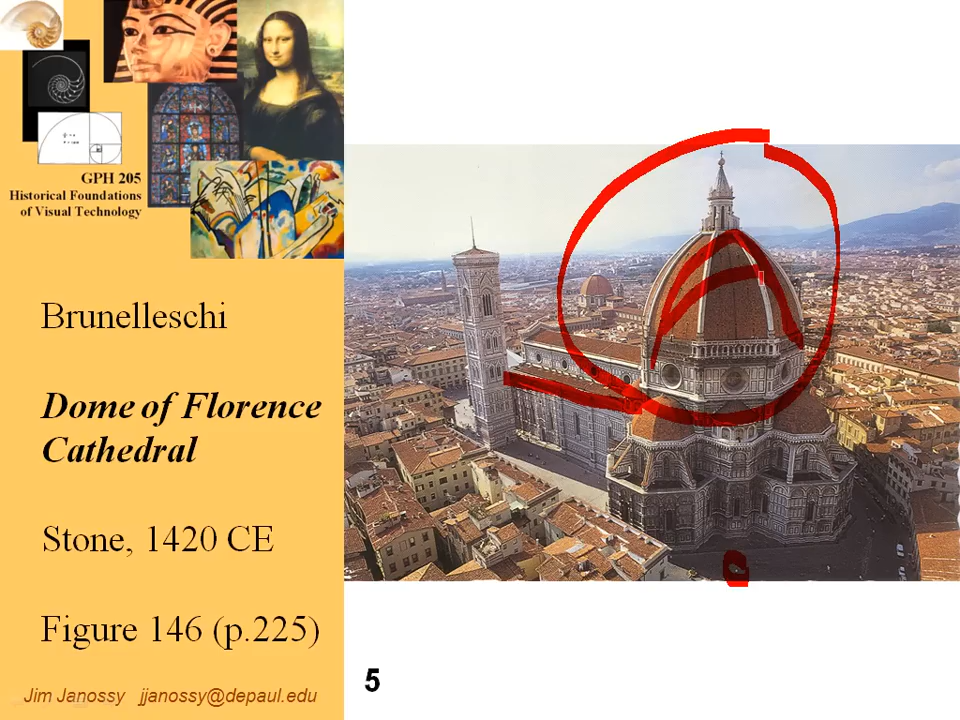 GPH 205
Historical Foundations
of Visual Technology
Brunelleschi
Dome of Florence
Cathedral
Stone, 1420 CE
Figure 146 (p.225)
Jim Janossy jjanossy@depaul.edu
5